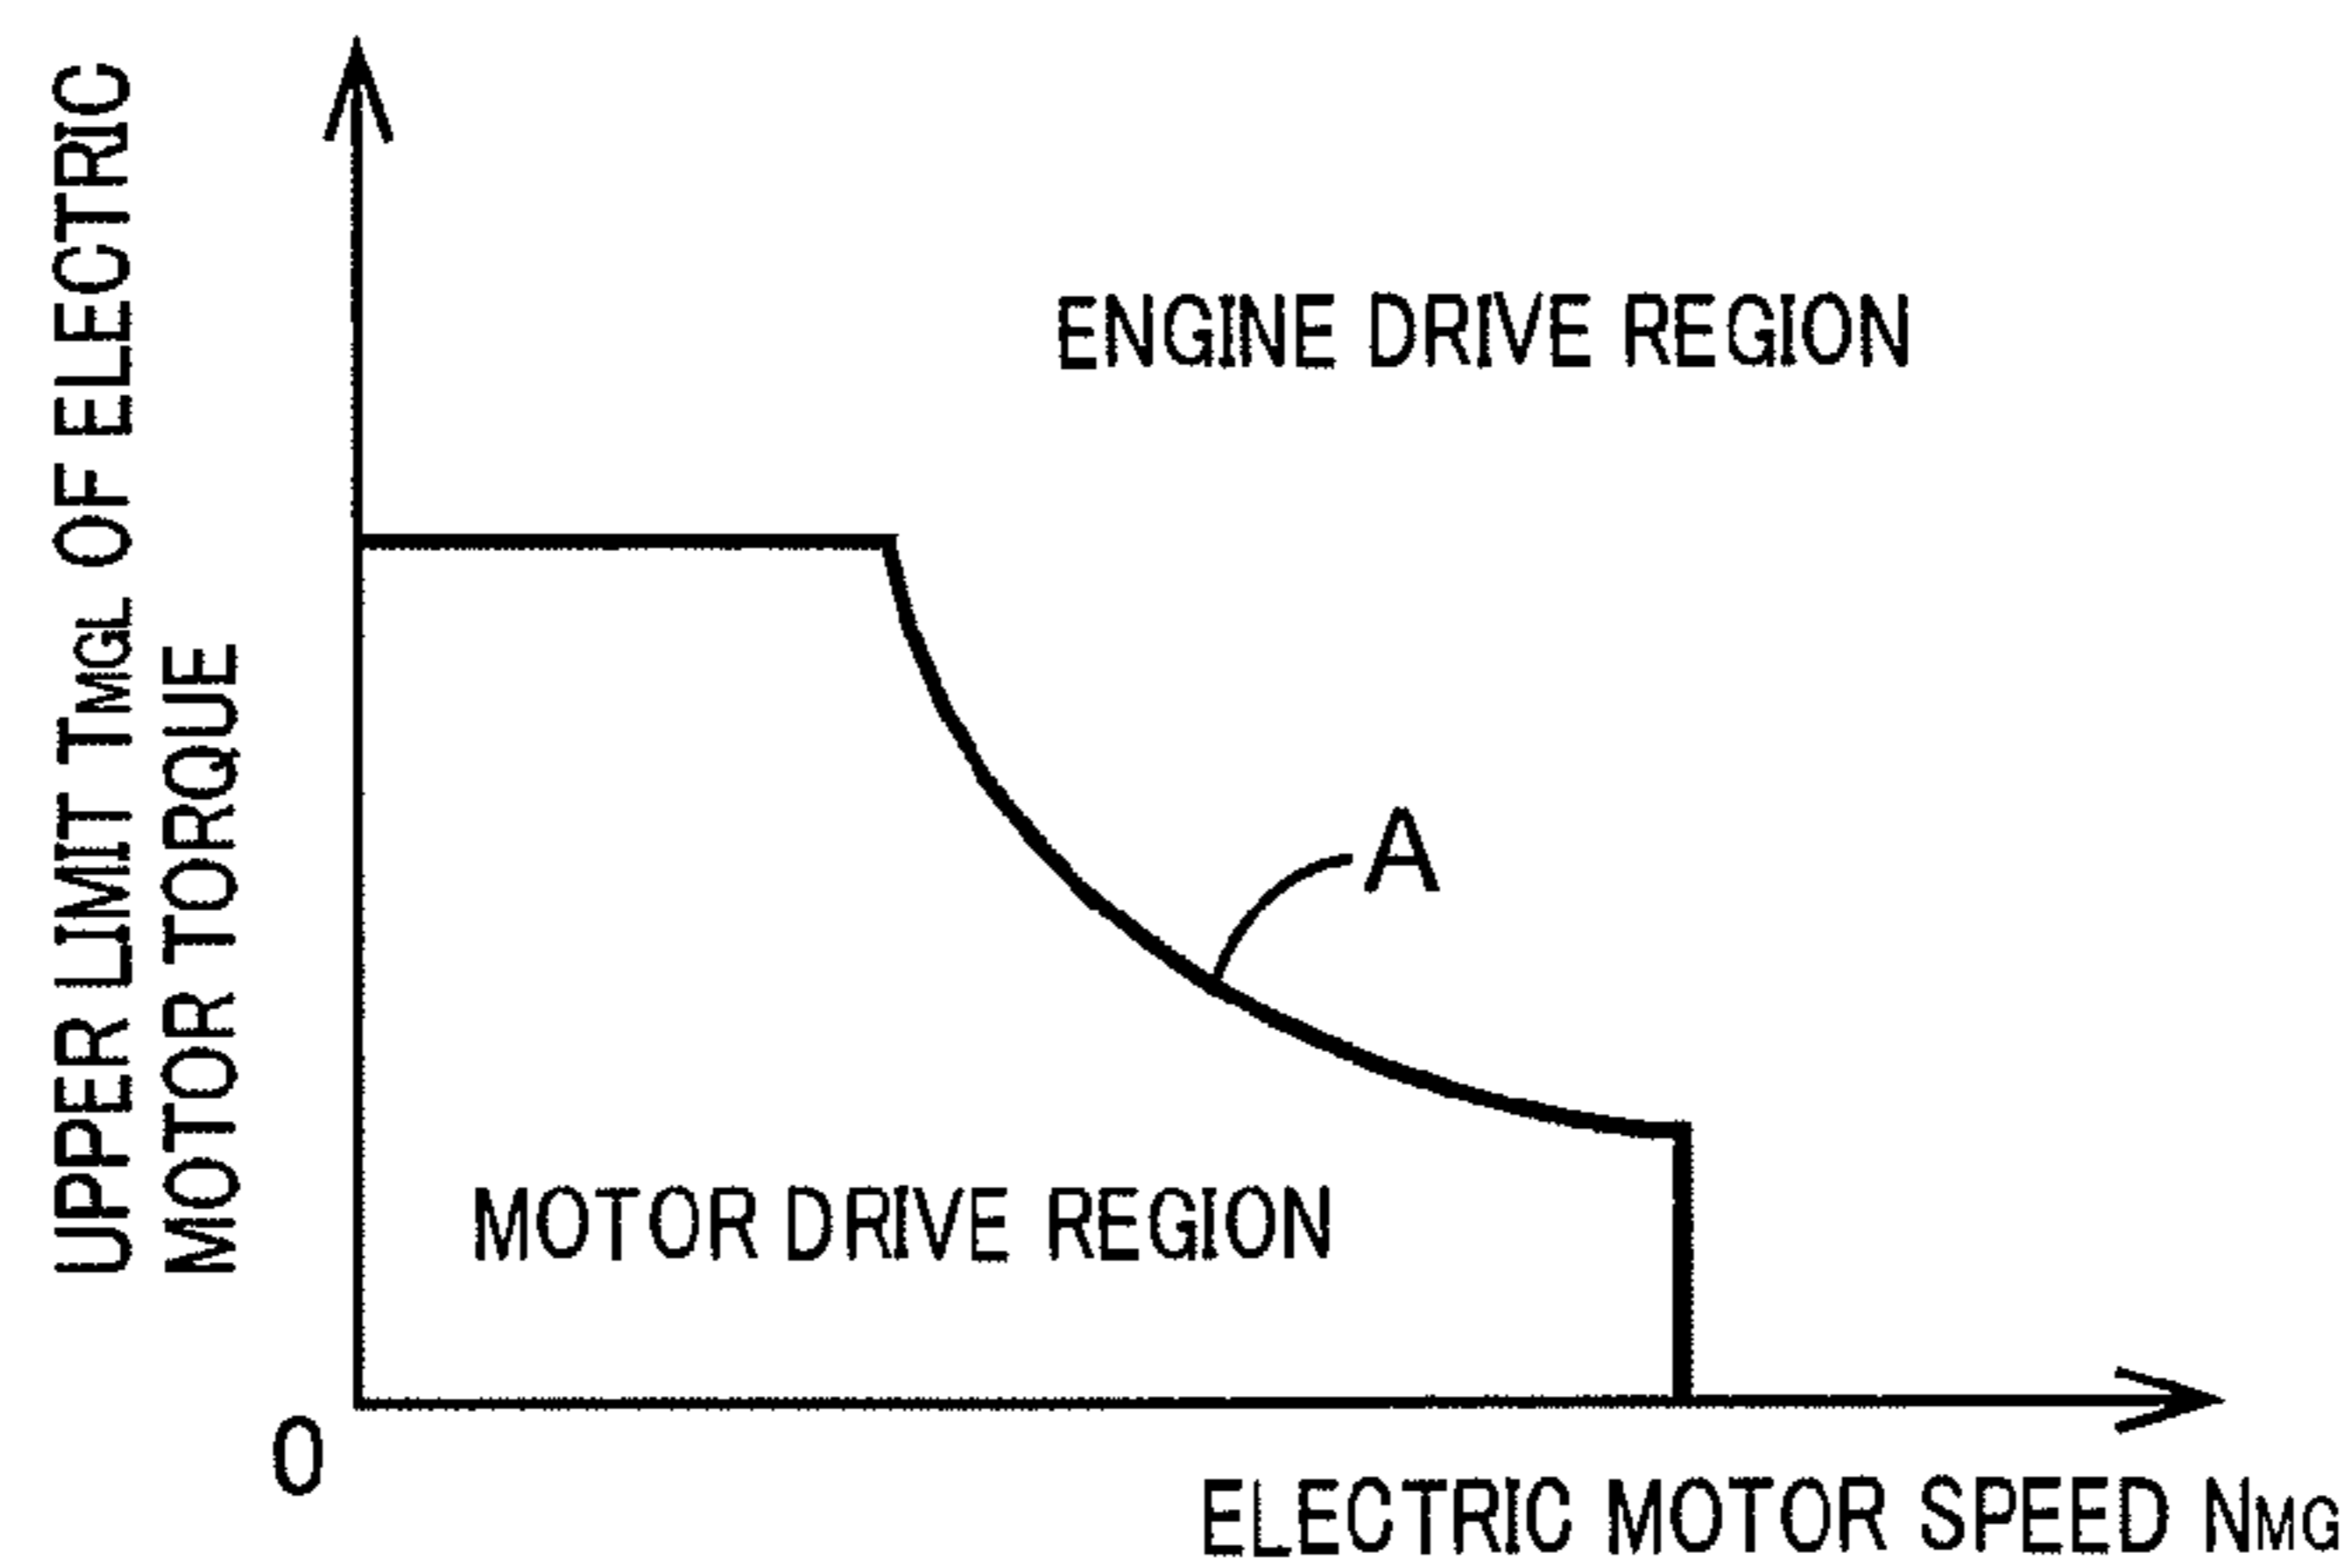 UPPER LIMIT TMGL OF ELECTRIC
MOTOR TORQUE
ENGINE DRIVE REGION
A
MOTOR DRIVE REGION
0
ELECTRIC MOTOR SPEED NMG